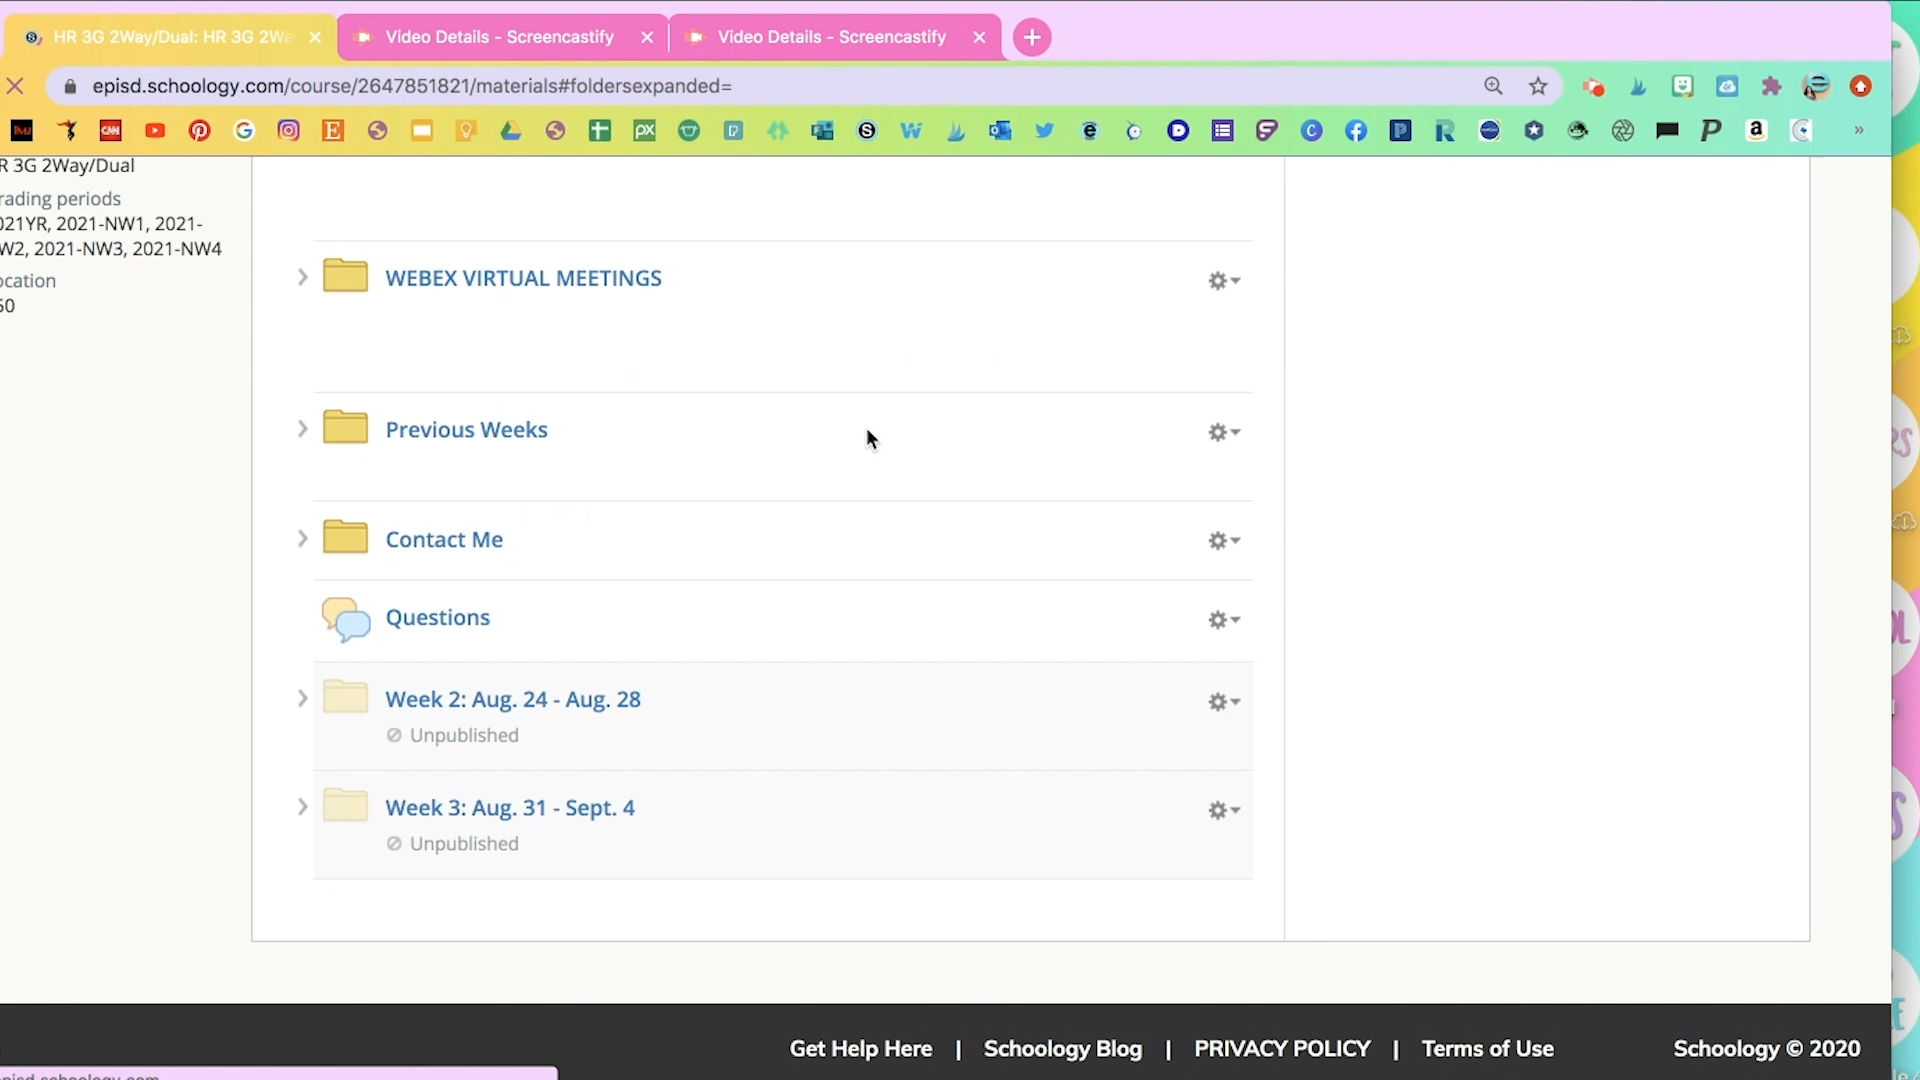 HR 3G 2Way/Dual: HR 3G 2Wa
Video Details - Screencastify
Video Details - Screencastify
episd.schoology.com/course/2647851821/materials#foldersexpanded=
R 3G 2Way/Dual
rading periods
021YR, 2021-NW1, 2021-
W2, 2021-NW3, 2021-NW4
ocation
60
WEBEX VIRTUAL MEETINGS
Previous Weeks
Contact Me
Questions
Week 2: Aug. 24 - Aug. 28
Unpublished
Week 3: Aug. 31 - Sept. 4
Unpublished
Get Help Here | Schoology Blog | PRIVACY POLICY | Terms of Use Schoology © 2020